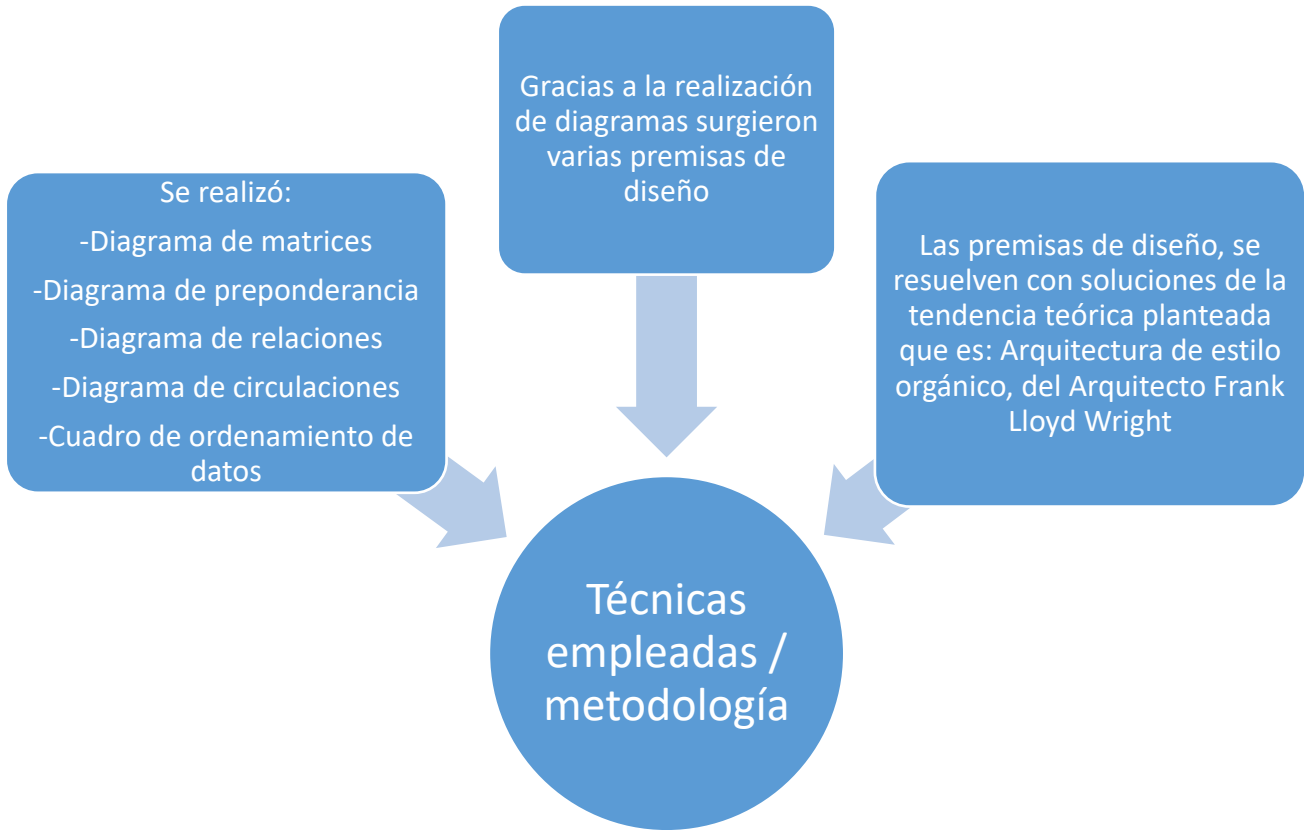 Se realizó:
-Diagrama de matrices
-Diagrama de preponderancia
-Diagrama de relaciones
-Diagrama de circulaciones
-Cuadro de ordenamiento de
datos
Gracias a la realización
de diagramas surgieron
varias premisas de
diseño
Las premisas de diseño, se
resuelven con soluciones de la
tendencia teórica planteada
que es: Arquitectura de estilo
orgánico, del Arquitecto Frank
Lloyd Wright
Técnicas
empleadas /
metodología